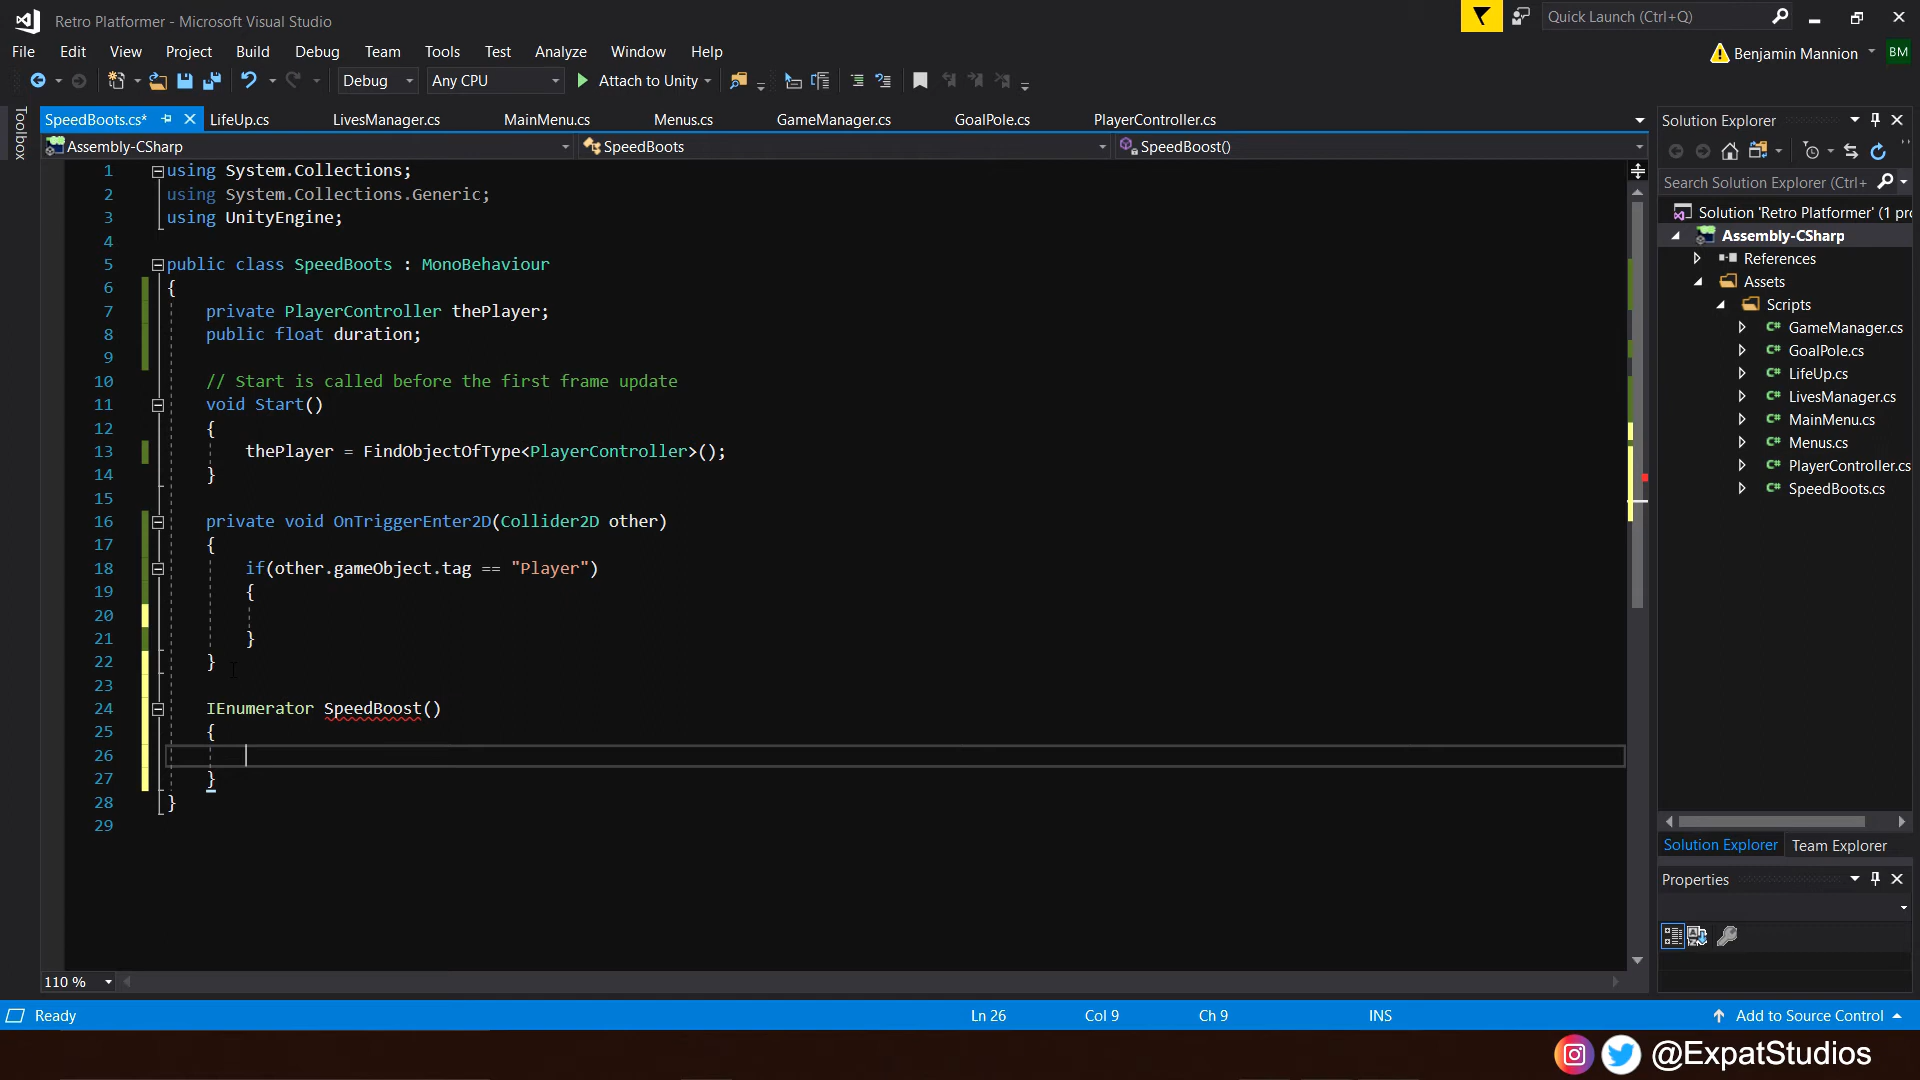 Retro Platformer - Microsoft Visual Studio
Quick Launch (Ctrl+Q)
File Edit View Project Build Debug Team Tools Test Analyze Window Help
Benjamin Mannion BM
Debug Any CPU Attach to Unity
Toolbox
SpeedBoots.cs* LifeUp.cs LivesManager.cs MainMenu.cs Menus.cs GameManager.cs GoalPole.cs PlayerController.cs
Assembly-CSharp SpeedBoots SpeedBoost()
1 using System.Collections;
2 using System.Collections.Generic;
3 using UnityEngine;
4
5 public class SpeedBoots : MonoBehaviour
6 {
7 private PlayerController thePlayer;
8 public float duration;
9
10 // Start is called before the first frame update
11 void Start()
12 {
13 thePlayer = FindObjectOfType<PlayerController>();
14 }
15
16 private void OnTriggerEnter2D(Collider2D other)
17 {
18 if(other.gameObject.tag == "Player")
19 {
20
21 }
22 }
23
24 IEnumerator SpeedBoost()
25 {
26
27 }
28 }
29
110 %
Solution Explorer
Search Solution Explorer (Ctrl+
Solution 'Retro Platformer' (1 pro
Assembly-CSharp
References
Assets
Scripts
C# GameManager.cs
C# GoalPole.cs
C# LifeUp.cs
C# LivesManager.cs
C# MainMenu.cs
C# Menus.cs
C# PlayerController.cs
C# SpeedBoots.cs
Solution Explorer Team Explorer
Properties
Ready Ln 26 Col 9 Ch 9 INS Add to Source Control
@ExpatStudios